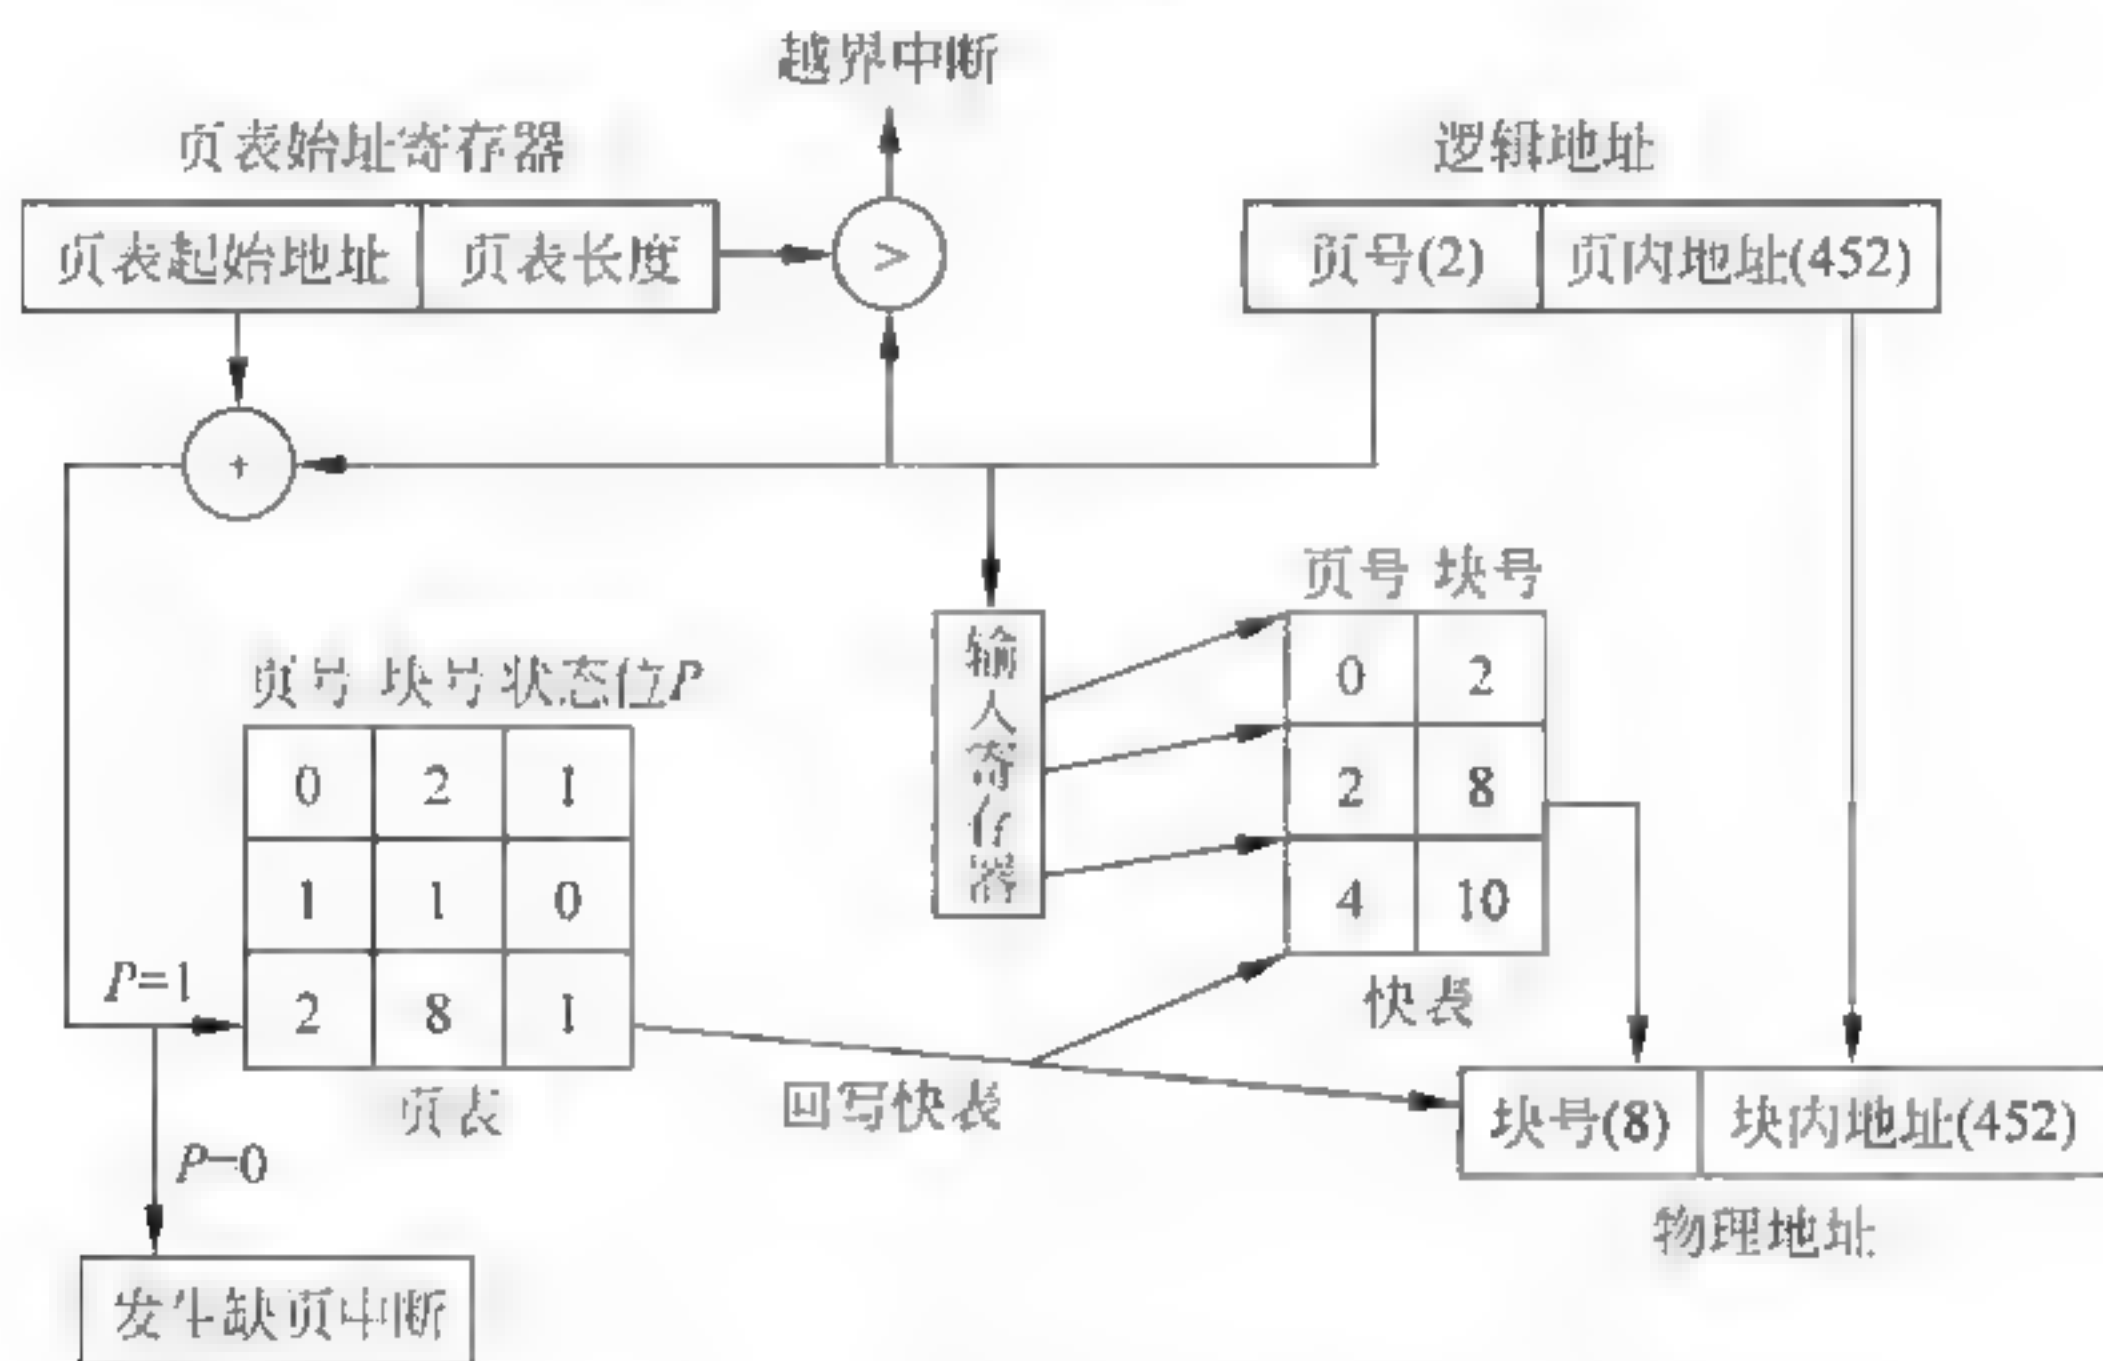 越界中断
页表始址寄存器
逻辑地址
页表起始地址 页表长度
>
页号(2) 页内地址(452)
+
页号 块号
输入寄存器
0 2
2 8
4 10
快表
页号 块号 状态位P
0 2 1
1 1 0
2 8 1
P=1
页表
回写快表
块号(8) 块内地址(452)
P=0
物理地址
发生缺页中断